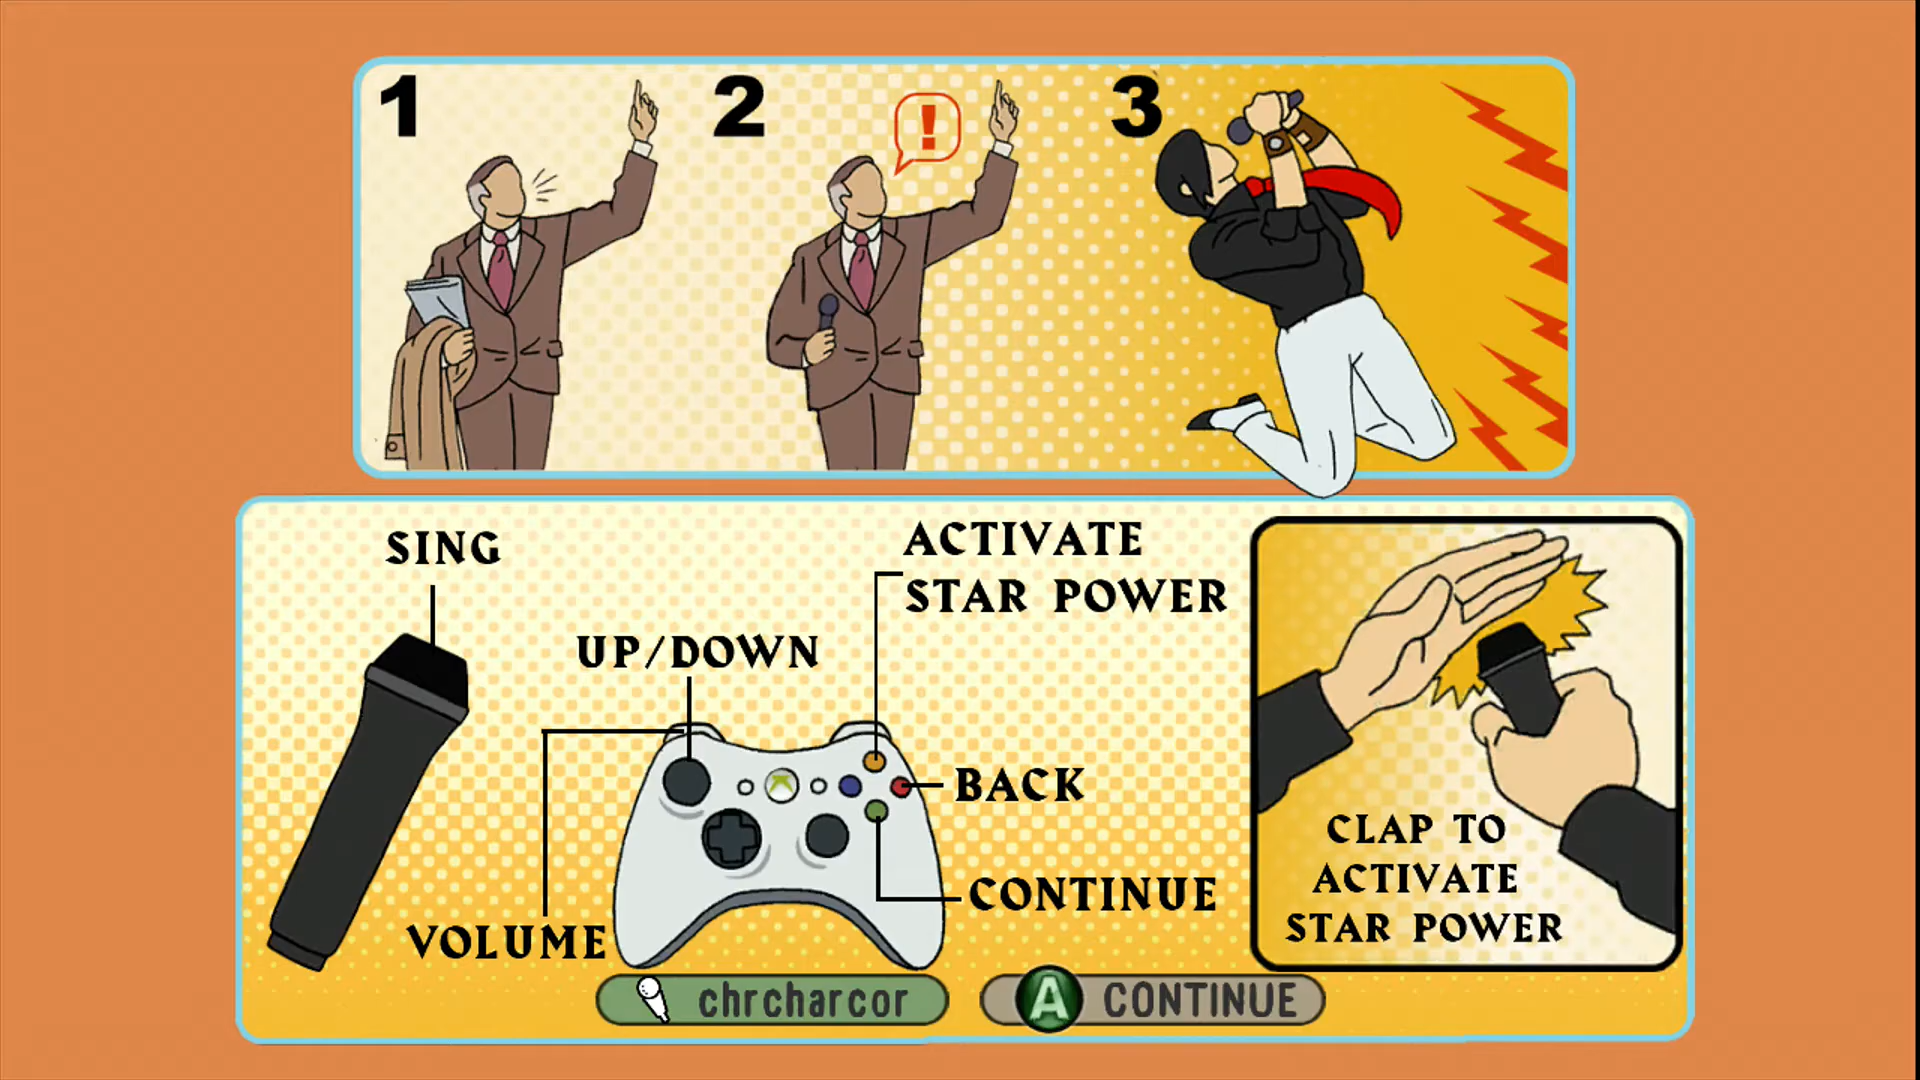 1
2
!
3
SING
ACTIVATE
STAR POWER
UP/DOWN
BACK
CONTINUE
VOLUME
CLAP TO
ACTIVATE
STAR POWER
chrcharcor
A CONTINUE